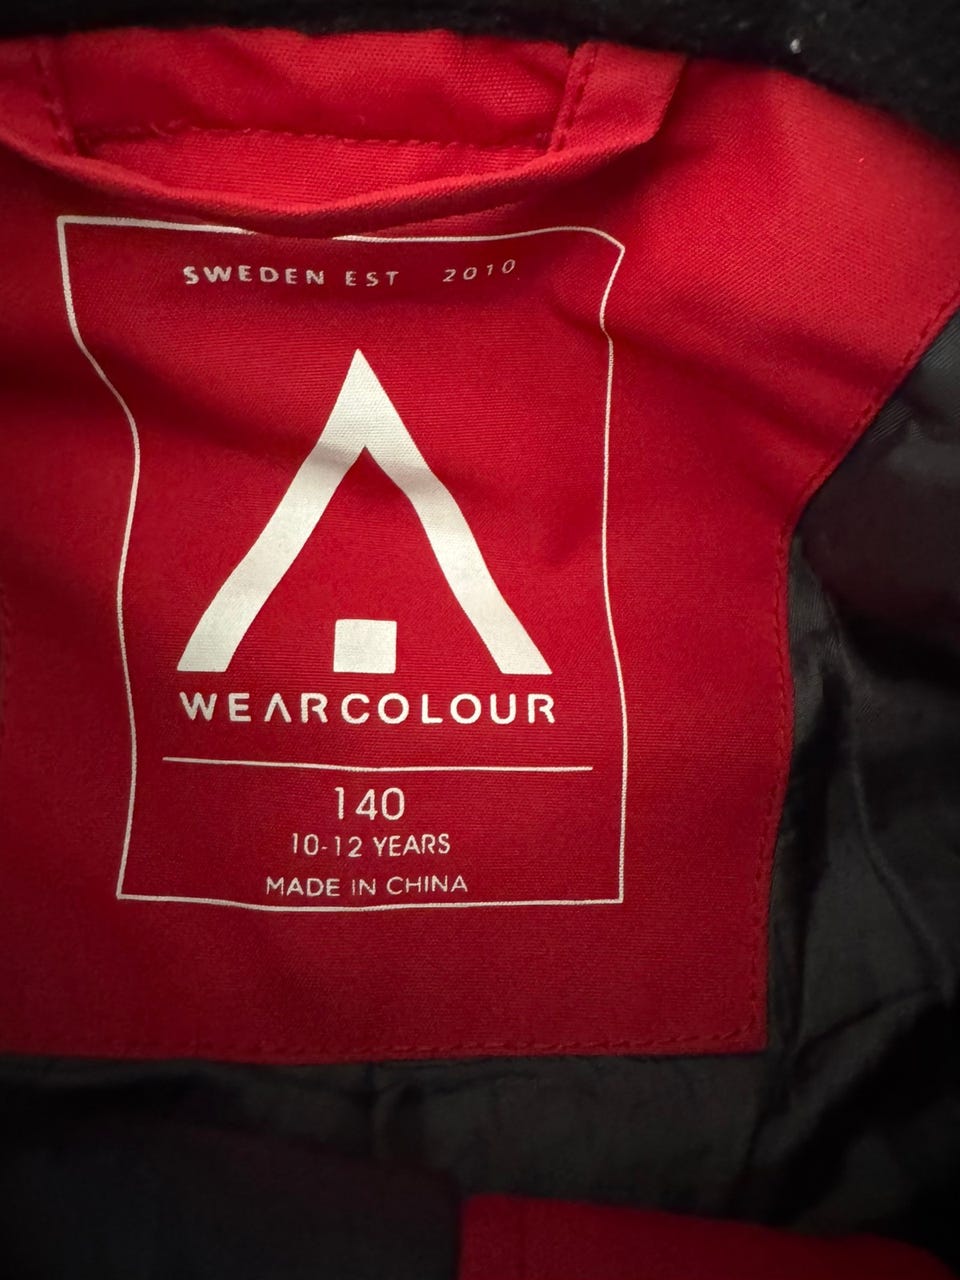 SWEDEN EST 2010
WEARCOLOUR
140
10-12 YEARS
MADE IN CHINA